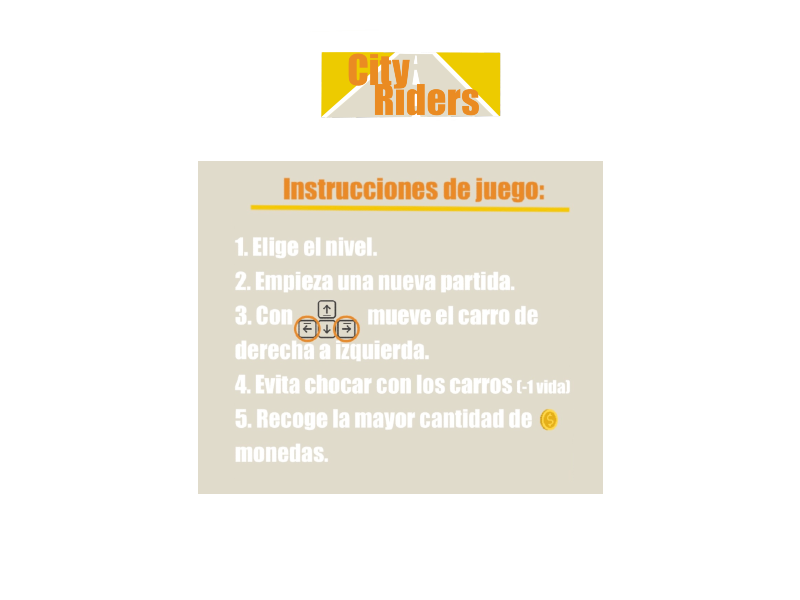 City
Riders
Instrucciones de juego:
1. Elige el nivel.
2. Empieza una nueva partida.
3. Con ↑ ← ↓ → mueve el carro de
derecha a izquierda.
4. Evita chocar con los carros (-1 vida)
5. Recoge la mayor cantidad de $
monedas.